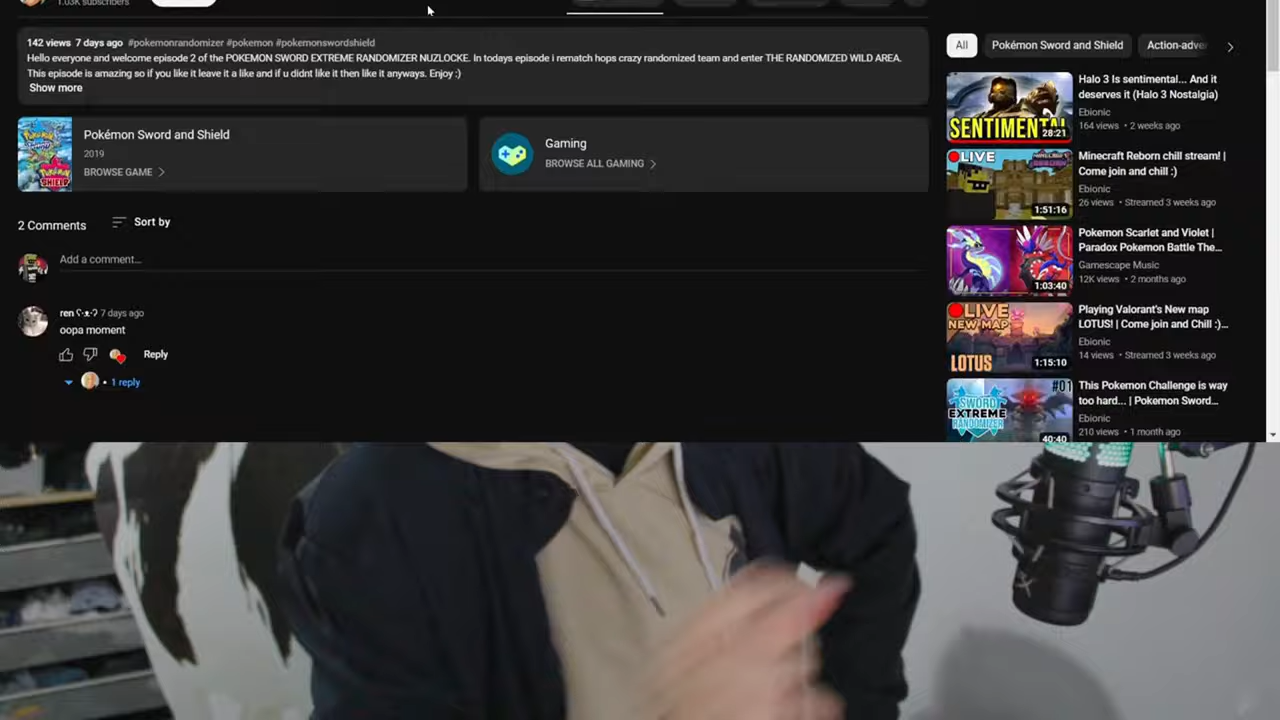 1.03K subscribers
142 views 7 days ago #pokemonrandomizer #pokemon #pokemonswordshield
Hello everyone and welcome episode 2 of the POKEMON SWORD EXTREME RANDOMIZER NUZLOCKE. In todays episode i rematch hops crazy randomized team and enter THE RANDOMIZED WILD AREA.
This episode is amazing so if you like it leave it a like and if u didnt like it then like it anyways. Enjoy :)
Show more
Pokémon Sword and Shield
2019
BROWSE GAME
Gaming
BROWSE ALL GAMING
2 Comments
Sort by
Add a comment...
ren ʕ·ᴥ·ʔ 7 days ago
oopa moment
Reply
1 reply
All
Pokémon Sword and Shield
Action-adve
SENTIMENTAL
28:21
Halo 3 Is sentimental... And it
deserves it (Halo 3 Nostalgia)
Ebionic
164 views • 2 weeks ago
LIVE
1:51:16
Minecraft Reborn chill stream! |
Come join and chill :)
Ebionic
26 views • Streamed 3 weeks ago
1:03:40
Pokemon Scarlet and Violet |
Paradox Pokemon Battle The...
Gamescape Music
12K views • 2 months ago
LIVE
NEW MAP
LOTUS
1:15:10
Playing Valorant's New map
LOTUS! | Come join and Chill :)...
Ebionic
14 views • Streamed 3 weeks ago
#01
SWORD
EXTREME
RANDOMIZER
40:40
This Pokemon Challenge is way
too hard... | Pokemon Sword...
Ebionic
210 views • 1 month ago